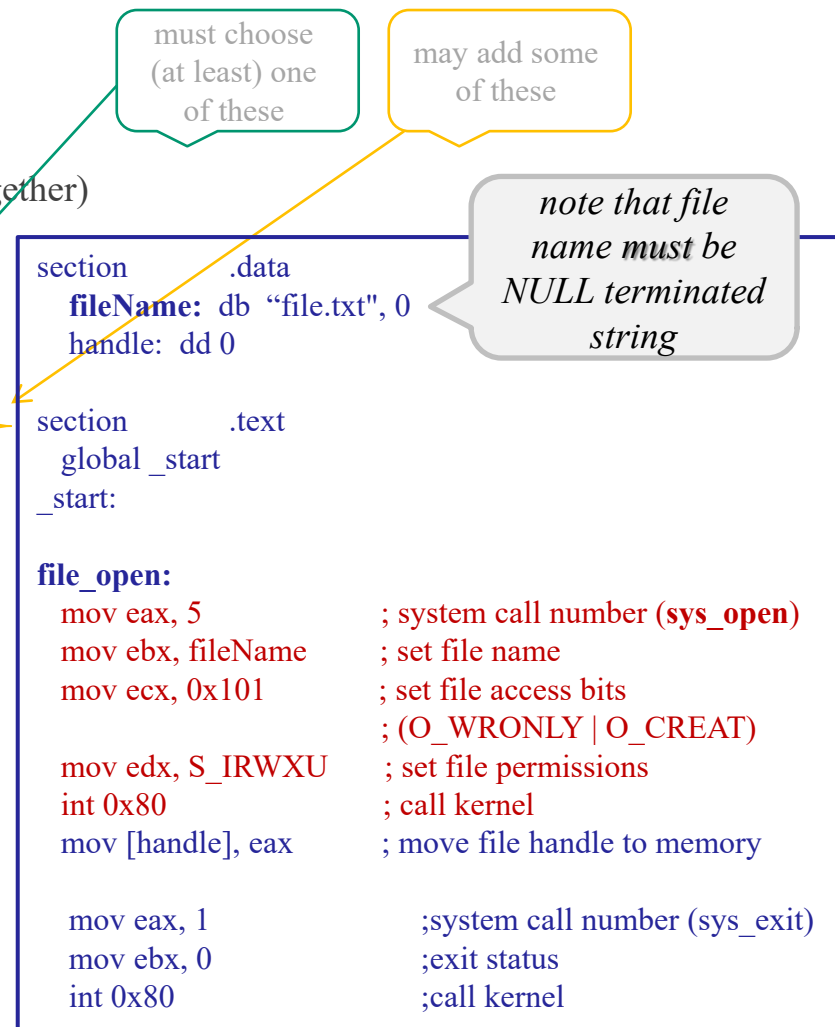 must choose
(at least) one
of these
may add some
of these
gether)
note that file
name must be
NULL terminated
string
section .data
fileName: db “file.txt", 0
handle: dd 0
section .text
global _start
_start:
file_open:
mov eax, 5 ; system call number (sys_open)
mov ebx, fileName ; set file name
mov ecx, 0x101 ; set file access bits
; (O_WRONLY | O_CREAT)
mov edx, S_IRWXU ; set file permissions
int 0x80 ; call kernel
mov [handle], eax ; move file handle to memory
mov eax, 1 ;system call number (sys_exit)
mov ebx, 0 ;exit status
int 0x80 ;call kernel